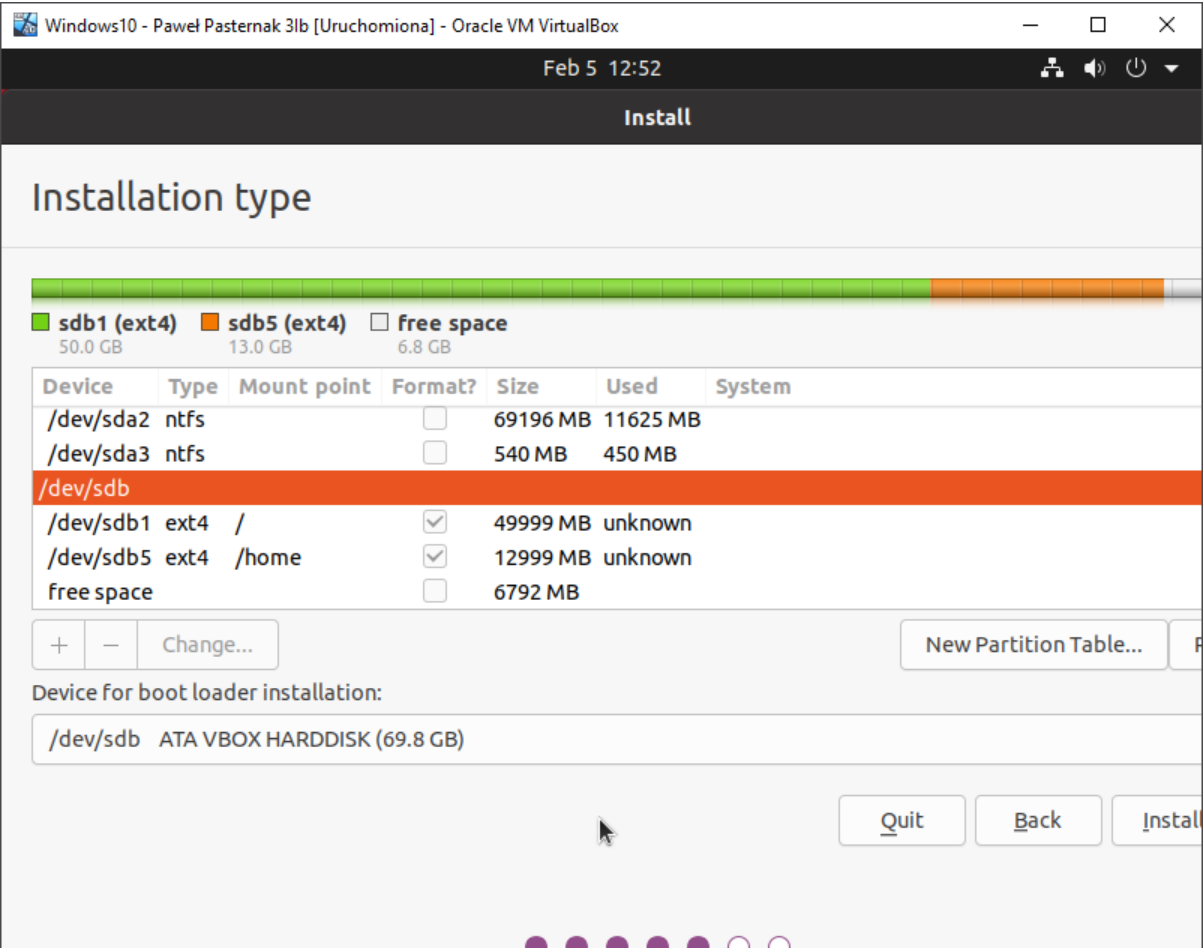 Windows10 - Paweł Pasternak 3lb [Uruchomiona] - Oracle VM VirtualBox
Feb 5 12:52
Install
Installation type
sdb1 (ext4) sdb5 (ext4) free space
50.0 GB 13.0 GB 6.8 GB
Device Type Mount point Format? Size Used System
/dev/sda2 ntfs 69196 MB 11625 MB
/dev/sda3 ntfs 540 MB 450 MB
/dev/sdb
/dev/sdb1 ext4 / 49999 MB unknown
/dev/sdb5 ext4 /home 12999 MB unknown
free space 6792 MB
+ − Change... New Partition Table...
Device for boot loader installation:
/dev/sdb ATA VBOX HARDDISK (69.8 GB)
Quit Back Install